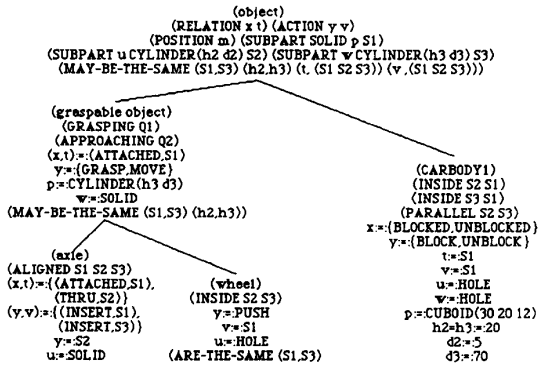 (object)
(RELATION x t) (ACTION y v)
(POSITION m) (SUBPART SOLID p S1)
(SUBPART u CYLINDER(h2 d2) S2) (SUBPART w CYLINDER(h3 d3) S3)
(MAY-BE-THE-SAME (S1,S3) (h2,h3) (t, (S1 S2 S3)) (v ,(S1 S2 S3)))
(graspable object)
(GRASPING Q1)
(APPROACHING Q2)
(x,t):=:(ATTACHED,S1)
y:=:{GRASP,MOVE}
p:=:CYLINDER(h3 d3)
w:=:SOLID
(MAY-BE-THE-SAME (S1,S3) (h2,h3))
(axle)
(ALIGNED S1 S2 S3)
(x,t):=:{(ATTACHED,S1),
(THRU,S2)}
(y,v):=:{(INSERT,S1),
(INSERT,S3)}
y:=:S2
u:=:SOLID
(wheel)
(INSIDE S2 S3)
y:=:PUSH
v:=:S1
u:=:HOLE
(ARE-THE-SAME (S1,S3)
(CARBODY1)
(INSIDE S2 S1)
(INSIDE S3 S1)
(PARALLEL S2 S3)
x:=:{BLOCKED,UNBLOCKED}
y:=:{BLOCK,UNBLOCK}
t:=:S1
v:=:S1
u:=:HOLE
w:=:HOLE
p:=:CUBOID(30 20 12)
h2=h3:=:20
d2:=:5
d3:=:70